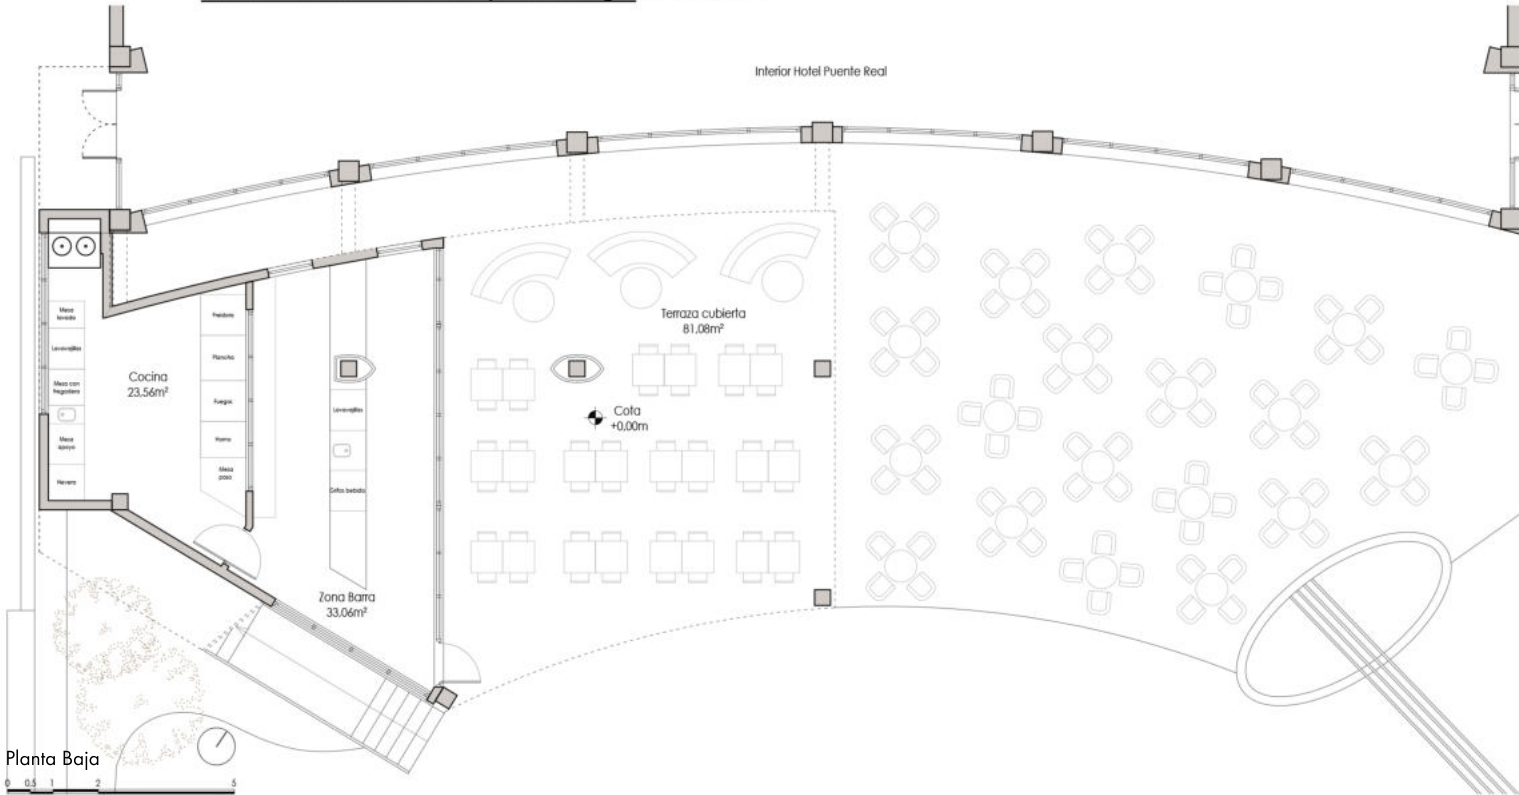 Interior Hotel Puente Real
Terraza cubierta
81,08m²
Mesa
lavado
Freidora
Lavavajillas
Plancha
Cocina
23,56m²
Mesa con
fregadero
Fuegos
Lavavajillas
Cota
+0,00m
Mesa
apoyo
Horno
Mesa
paso
Nevera
Grifos bebida
Zona Barra
33,06m²
Planta Baja
0 0,5 1 2 5